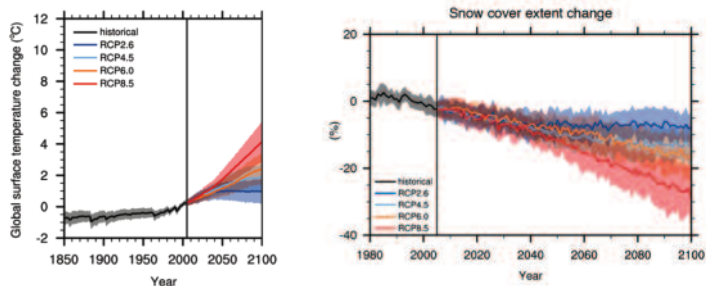 Global surface temperature change (°C)
12
10
8
6
4
2
0
-2
historical
RCP2.6
RCP4.5
RCP6.0
RCP8.5
1850
1900
1950
2000
2050
2100
Year
Snow cover extent change
(%)
20
0
-20
-40
historical
RCP2.6
RCP4.5
RCP6.0
RCP8.5
1980
2000
2020
2040
2060
2080
2100
Year